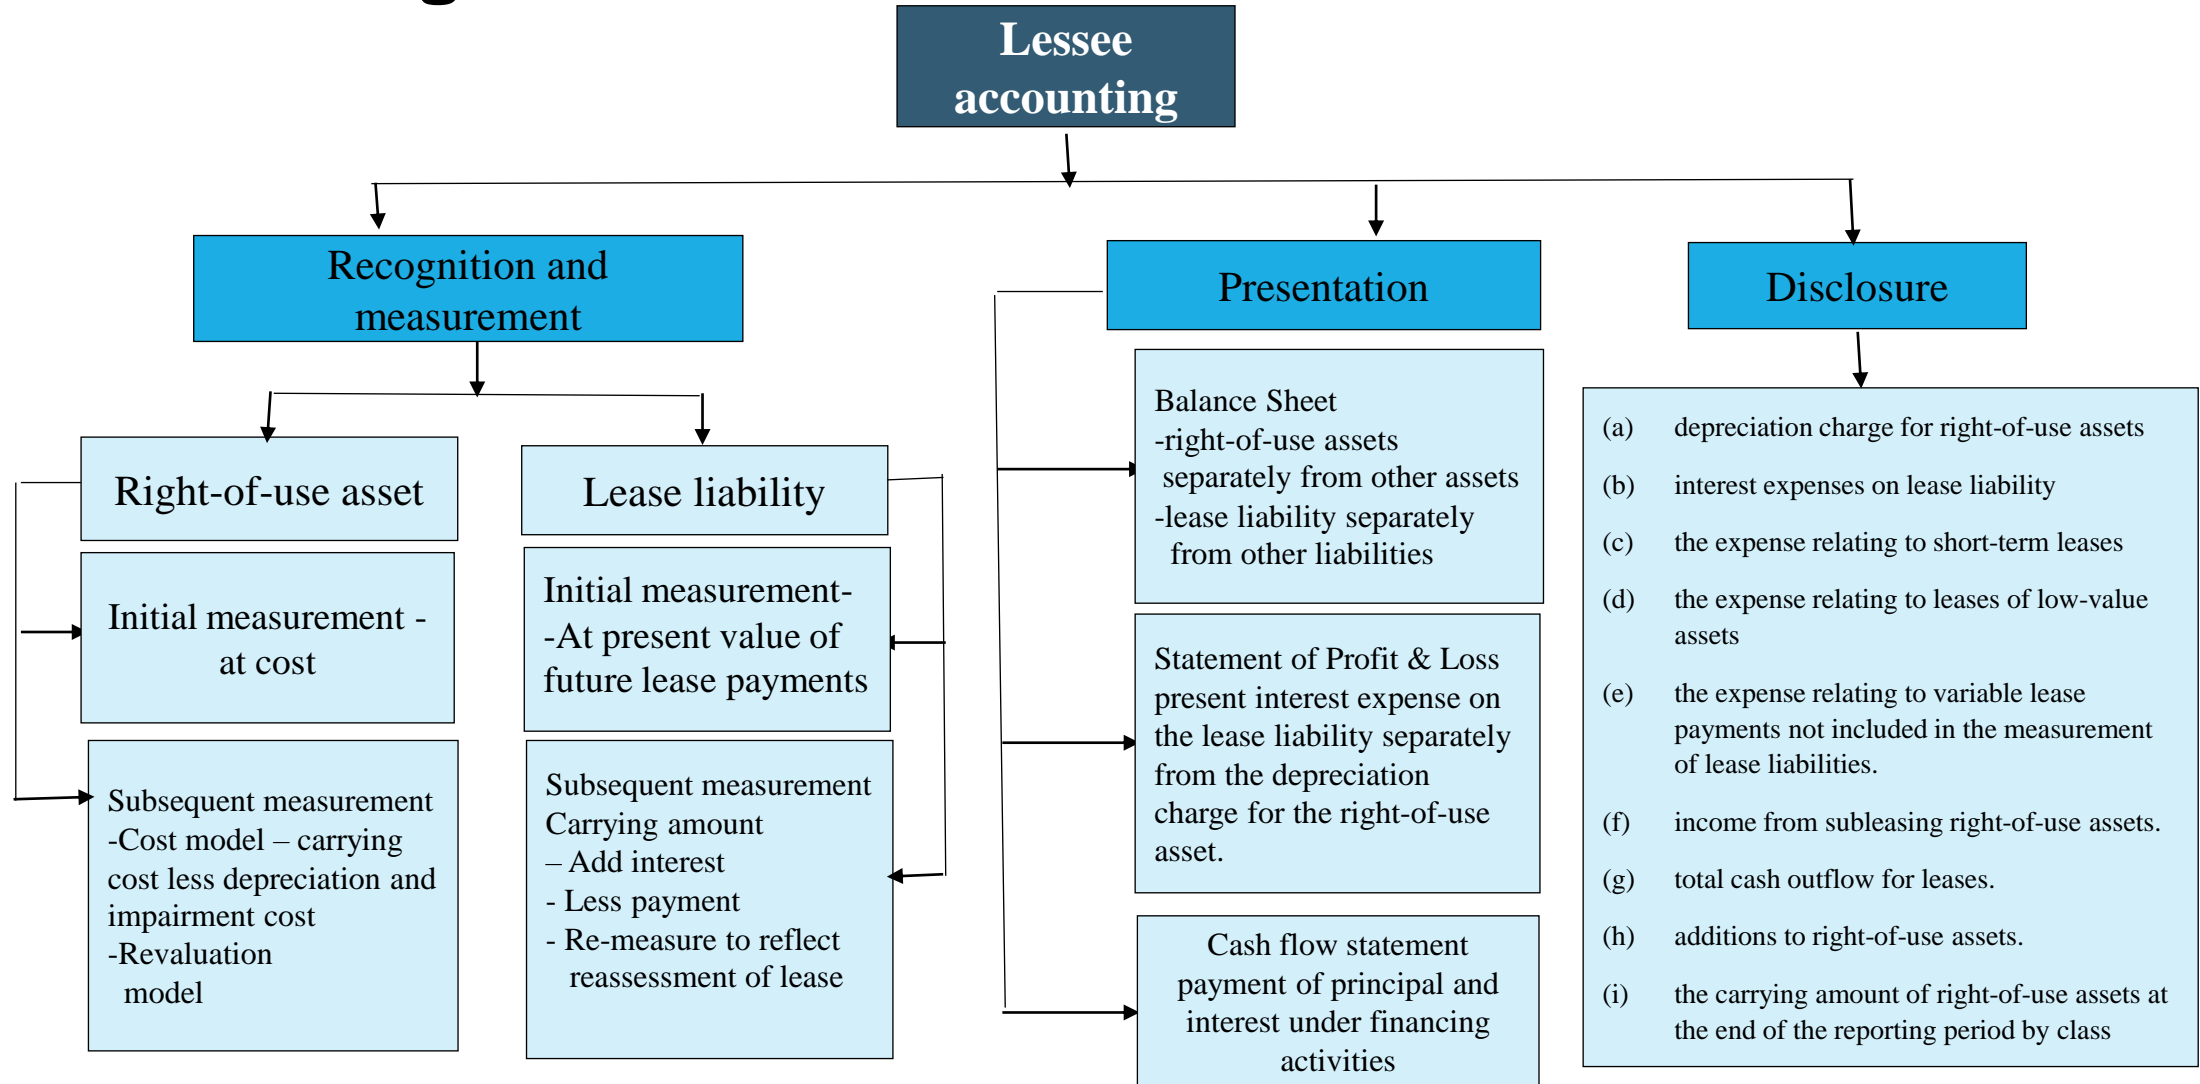 Lessee
accounting
Recognition and
measurement
Right-of-use asset
Initial measurement -
at cost
Subsequent measurement
-Cost model – carrying
cost less depreciation and
impairment cost
-Revaluation
model
Lease liability
Initial measurement-
-At present value of
future lease payments
Subsequent measurement
Carrying amount
– Add interest
- Less payment
- Re-measure to reflect
reassessment of lease
Presentation
Balance Sheet
-right-of-use assets
separately from other assets
-lease liability separately
from other liabilities
Statement of Profit & Loss
present interest expense on
the lease liability separately
from the depreciation
charge for the right-of-use
asset.
Cash flow statement
payment of principal and
interest under financing
activities
Disclosure
(a) depreciation charge for right-of-use assets
(b) interest expenses on lease liability
(c) the expense relating to short-term leases
(d) the expense relating to leases of low-value
assets
(e) the expense relating to variable lease
payments not included in the measurement
of lease liabilities.
(f) income from subleasing right-of-use assets.
(g) total cash outflow for leases.
(h) additions to right-of-use assets.
(i) the carrying amount of right-of-use assets at
the end of the reporting period by class